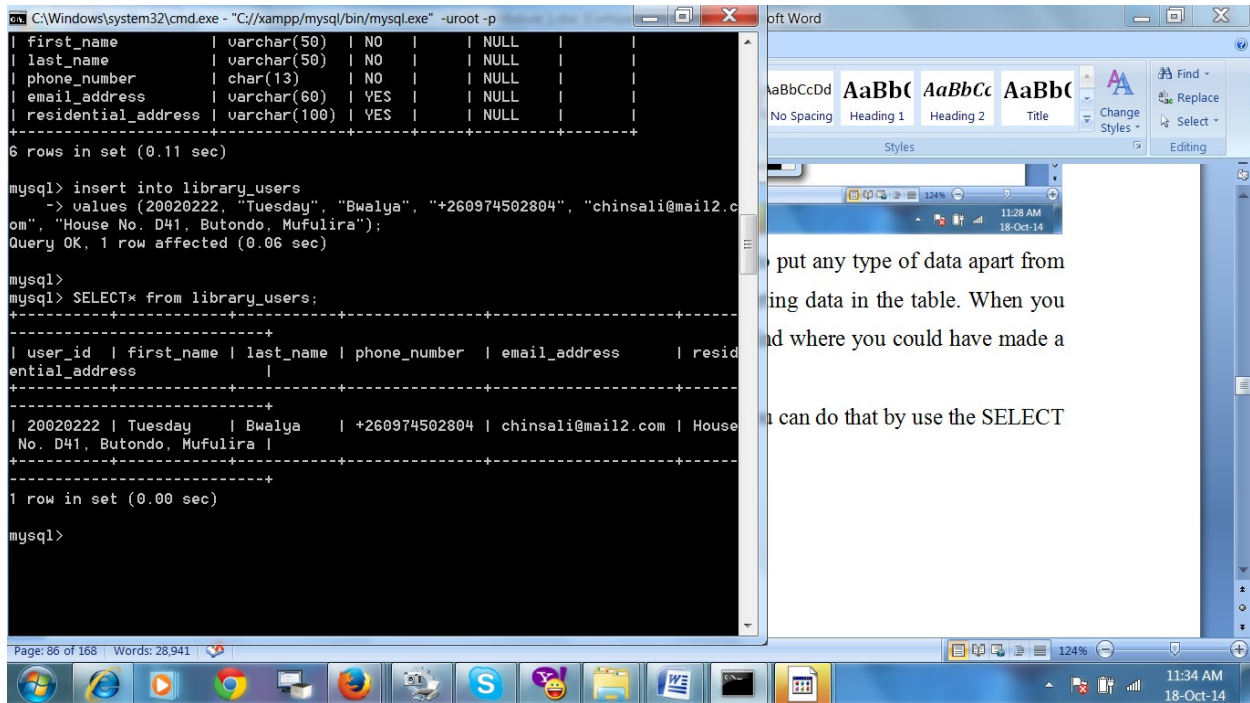 C:\Windows\system32\cmd.exe - "C://xampp/mysql/bin/mysql.exe" -uroot -p
| first_name          | varchar(50)  | NO   |     | NULL    |       |
| last_name           | varchar(50)  | NO   |     | NULL    |       |
| phone_number        | char(13)     | NO   |     | NULL    |       |
| email_address       | varchar(60)  | YES  |     | NULL    |       |
| residential_address | varchar(100) | YES  |     | NULL    |       |
+---------------------+--------------+------+-----+---------+-------+
6 rows in set (0.11 sec)
mysql> insert into library_users
    -> values (20020222, "Tuesday", "Bwalya", "+260974502804", "chinsali@mail2.c
om", "House No. D41, Butondo, Mufulira");
Query OK, 1 row affected (0.06 sec)
mysql>
mysql> SELECT* from library_users;
+----------+------------+-----------+---------------+--------------------+------
----------------------------+
| user_id  | first_name | last_name | phone_number  | email_address      | resid
ential_address              |
+----------+------------+-----------+---------------+--------------------+------
----------------------------+
| 20020222 | Tuesday    | Bwalya    | +260974502804 | chinsali@mail2.com | House
 No. D41, Butondo, Mufulira |
+----------+------------+-----------+---------------+--------------------+------
----------------------------+
1 row in set (0.00 sec)
mysql>
oft Word
AaBbCcDd AaBb( AaBbCc AaBb(
No Spacing Heading 1 Heading 2 Title
Change Styles
Find
Replace
Select
Styles
Editing
124%
11:28 AM
18-Oct-14
put any type of data apart from
ing data in the table. When you
nd where you could have made a
u can do that by use the SELECT
Page: 86 of 168 Words: 28,941
124%
11:34 AM
18-Oct-14